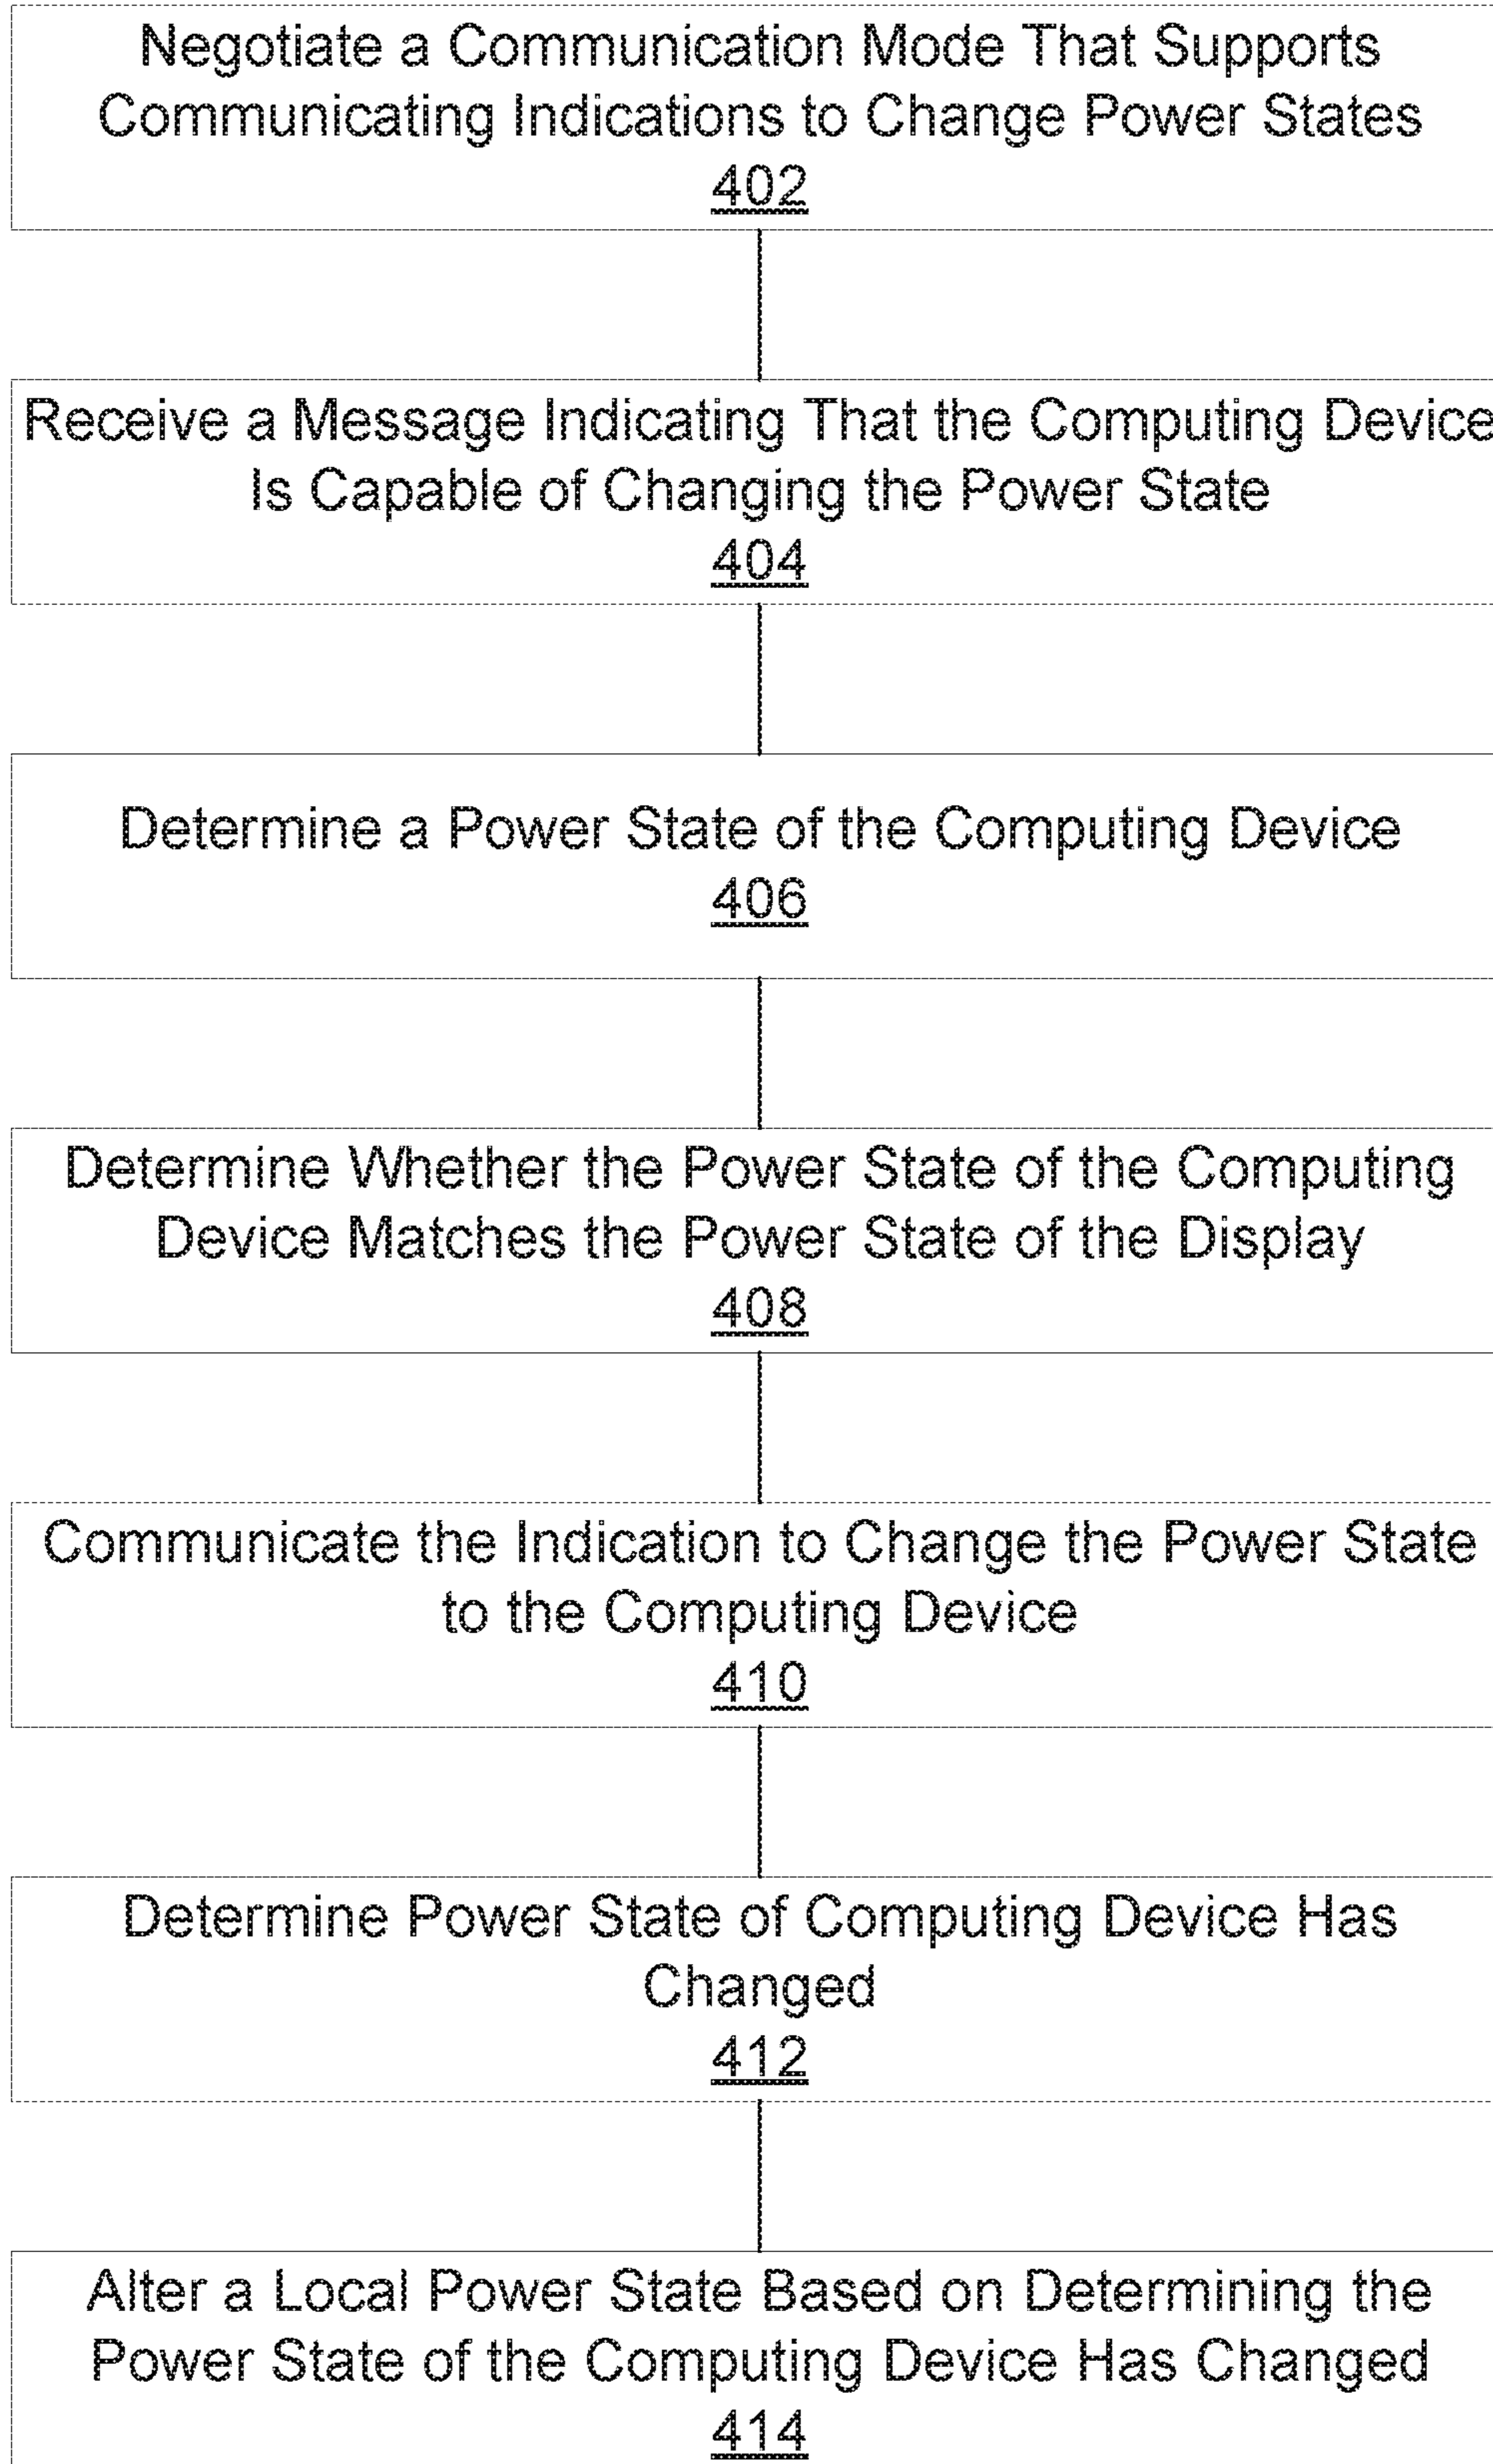 Negotiate a Communication Mode That Supports
Communicating Indications to Change Power States
402
Receive a Message Indicating That the Computing Device
Is Capable of Changing the Power State
404
Determine a Power State of the Computing Device
406
Determine Whether the Power State of the Computing
Device Matches the Power State of the Display
408
Communicate the Indication to Change the Power State
to the Computing Device
410
Determine Power State of Computing Device Has
Changed
412
Alter a Local Power State Based on Determining the
Power State of the Computing Device Has Changed
414